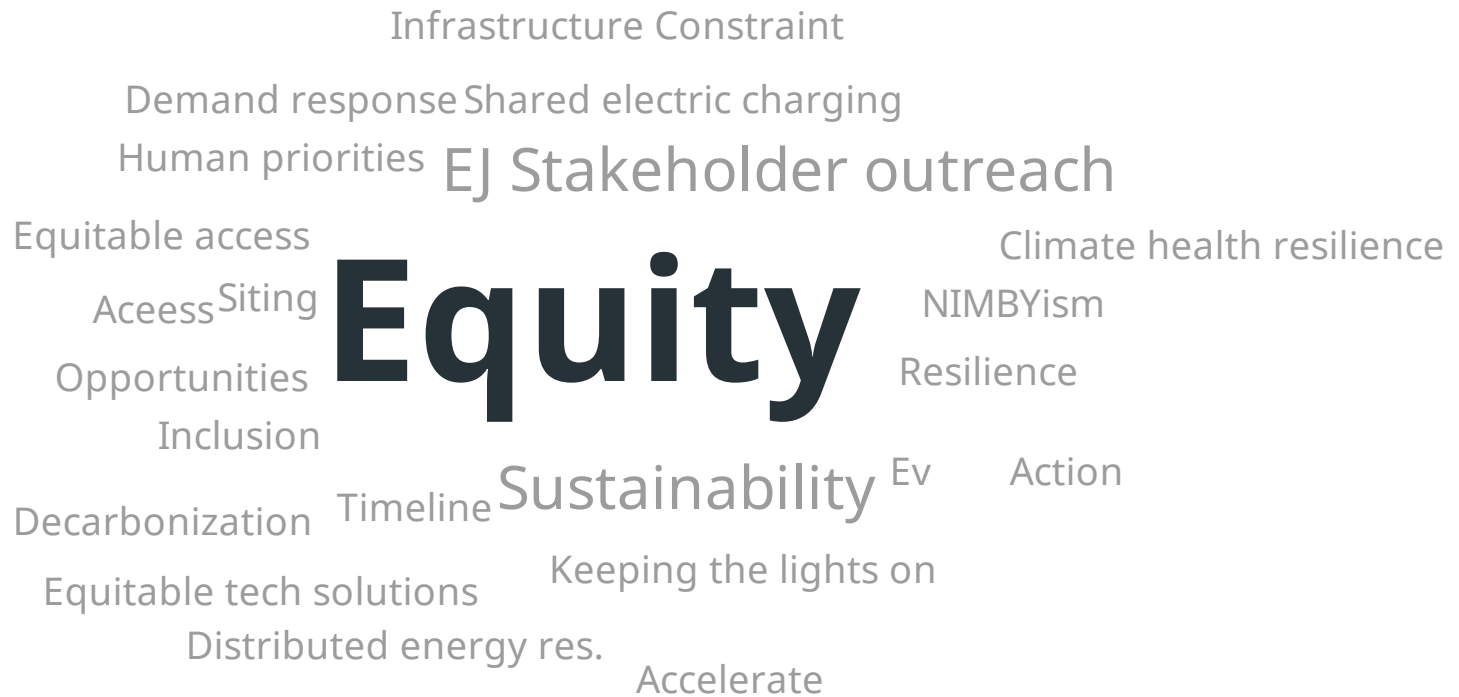 Infrastructure Constraint
Demand response
Shared electric charging
Human priorities
EJ Stakeholder outreach
Equitable access
Climate health resilience
Aceess
Siting
Equity
NIMBYism
Opportunities
Resilience
Inclusion
Sustainability
Ev
Action
Decarbonization
Timeline
Keeping the lights on
Equitable tech solutions
Distributed energy res.
Accelerate